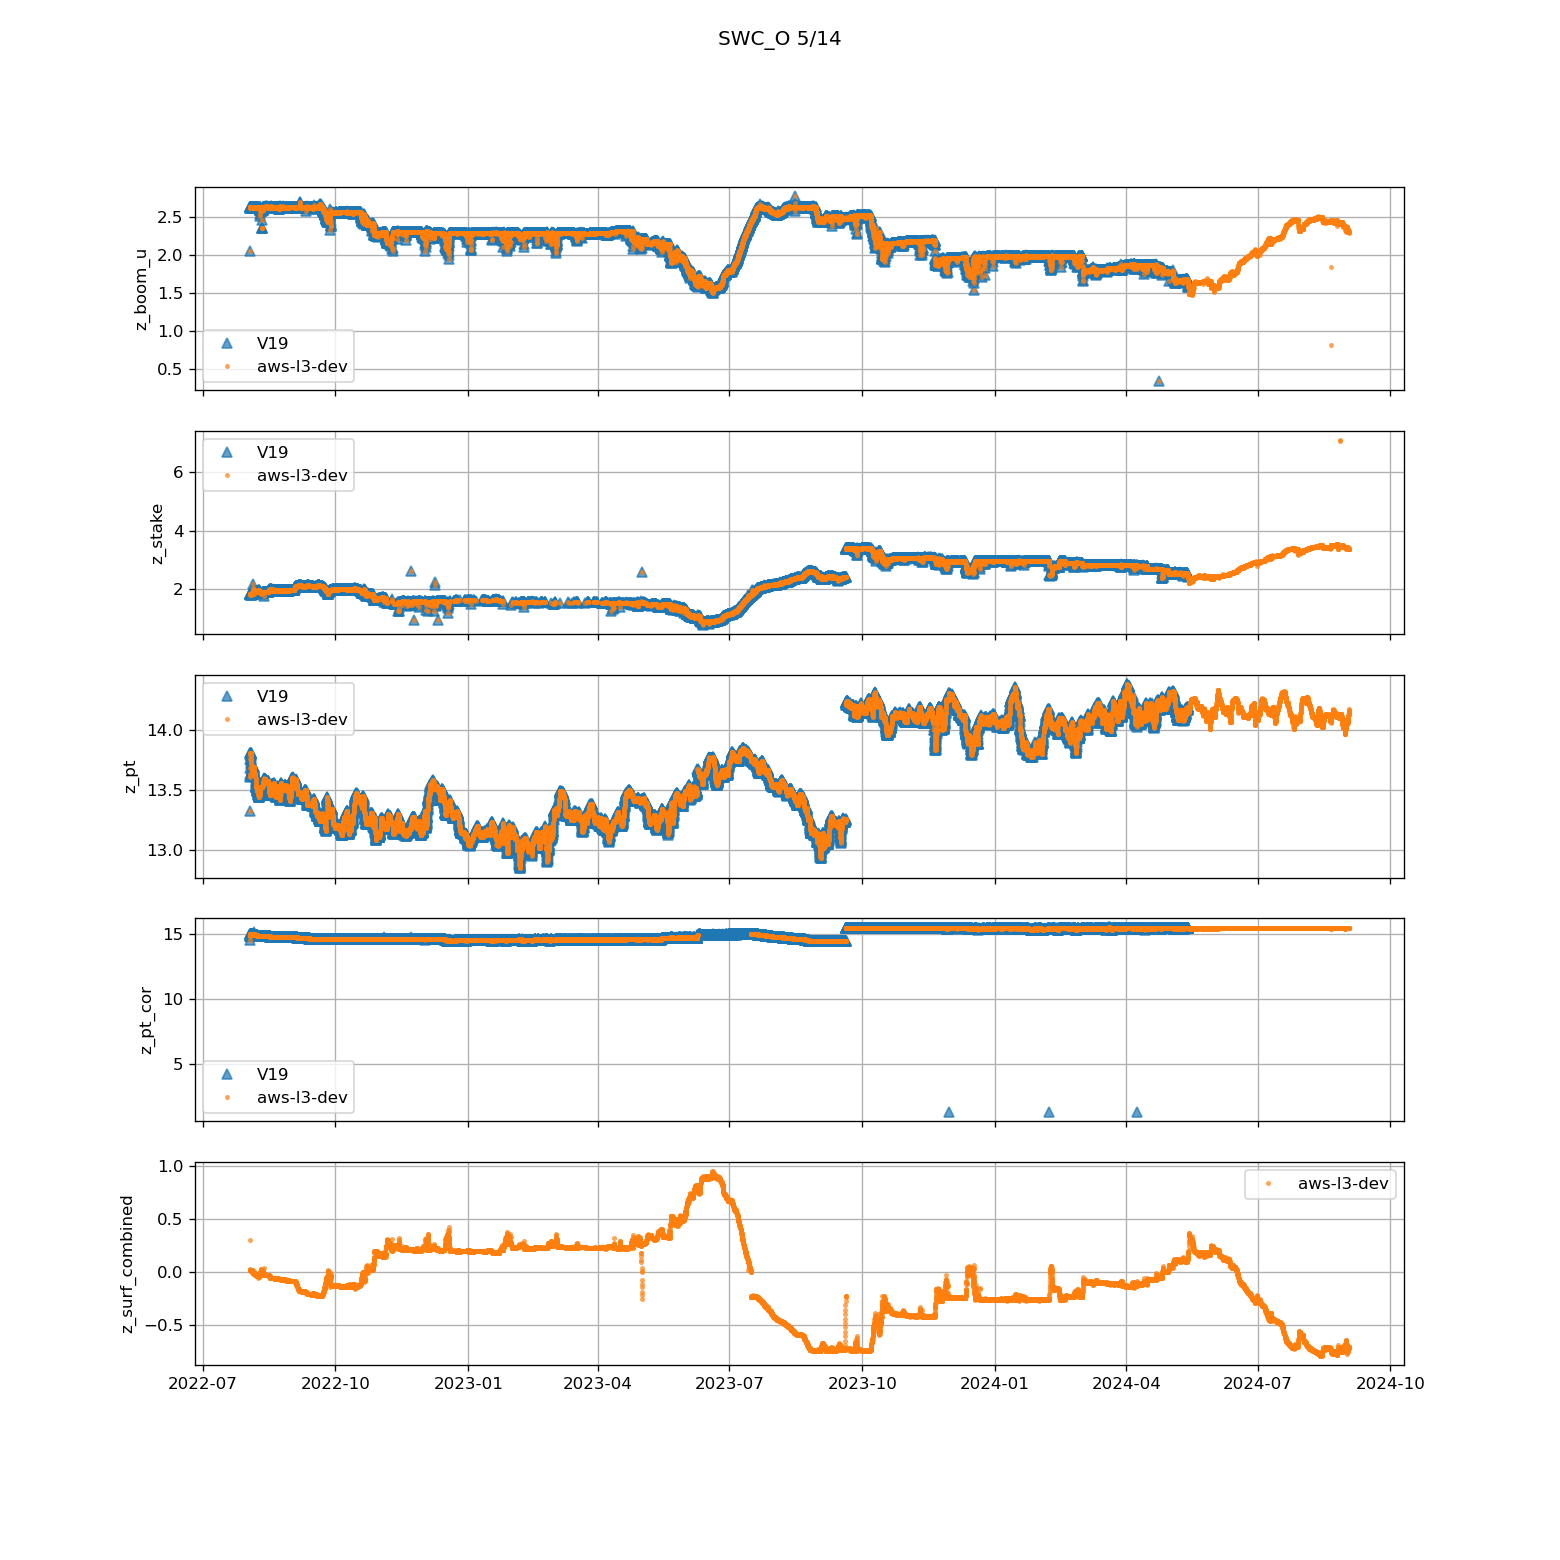 SWC_O 5/14
2.5
2.0
1.5
1.0
0.5
z_boom_u
V19
aws-l3-dev
6
4
2
z_stake
V19
aws-l3-dev
14.0
13.5
13.0
z_pt
V19
aws-l3-dev
15
10
5
z_pt_cor
V19
aws-l3-dev
1.0
0.5
0.0
−0.5
z_surf_combined
aws-l3-dev
2022-07 2022-10 2023-01 2023-04 2023-07 2023-10 2024-01 2024-04 2024-07 2024-10